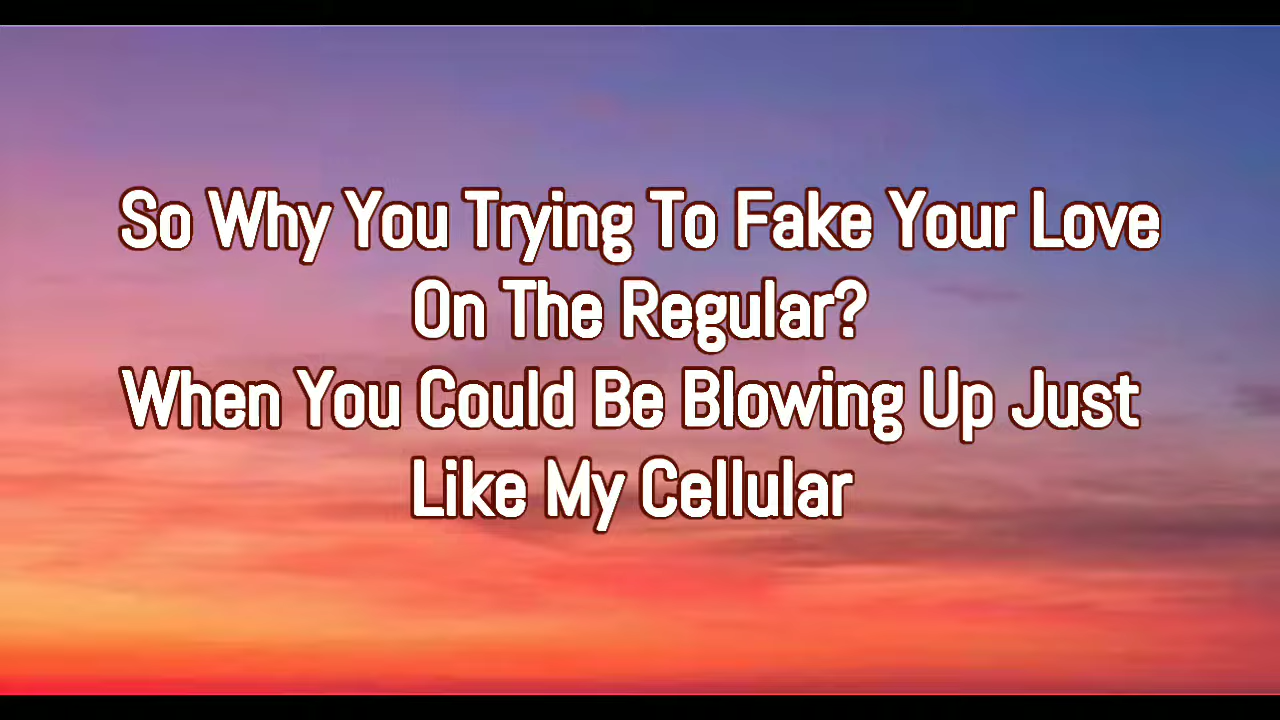 So Why You Trying To Fake Your Love
On The Regular?
When You Could Be Blowing Up Just
Like My Cellular